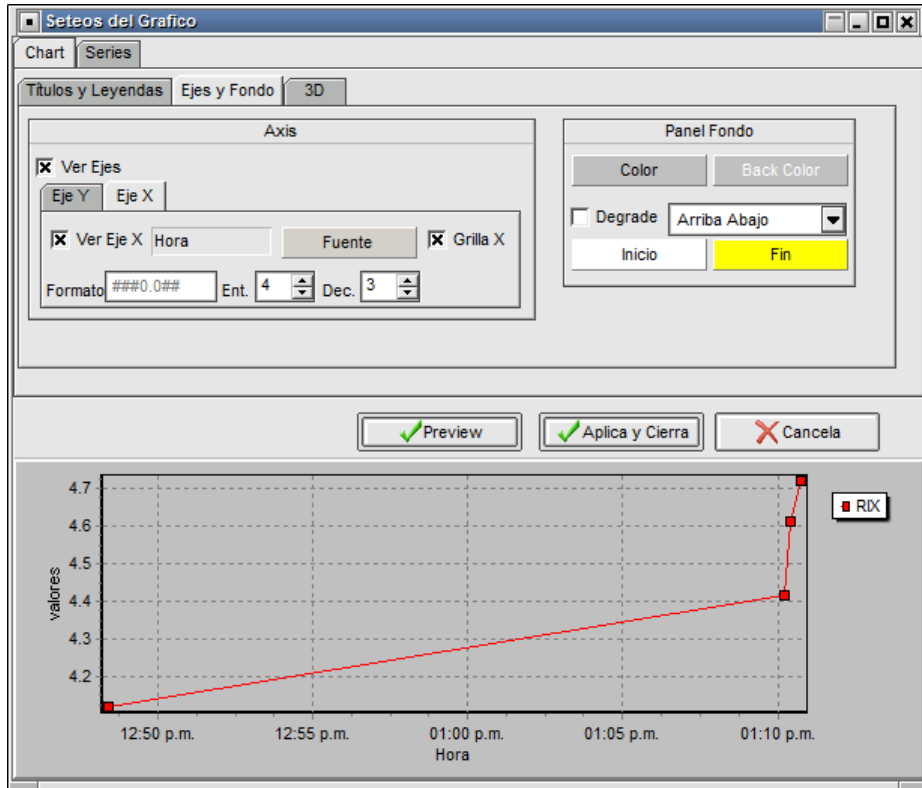 Seteos del Grafico
Chart Series
Títulos y Leyendas Ejes y Fondo 3D
Axis
Ver Ejes
Eje Y Eje X
Ver Eje X Hora Fuente Grilla X
Formato ###0.0## Ent. 4 Dec. 3
Panel Fondo
Color Back Color
Degrade Arriba Abajo
Inicio Fin
Preview Aplica y Cierra Cancela
4.7
4.6
4.5
4.4
4.3
4.2
valores
12:50 p.m. 12:55 p.m. 01:00 p.m. 01:05 p.m. 01:10 p.m.
Hora
RIX